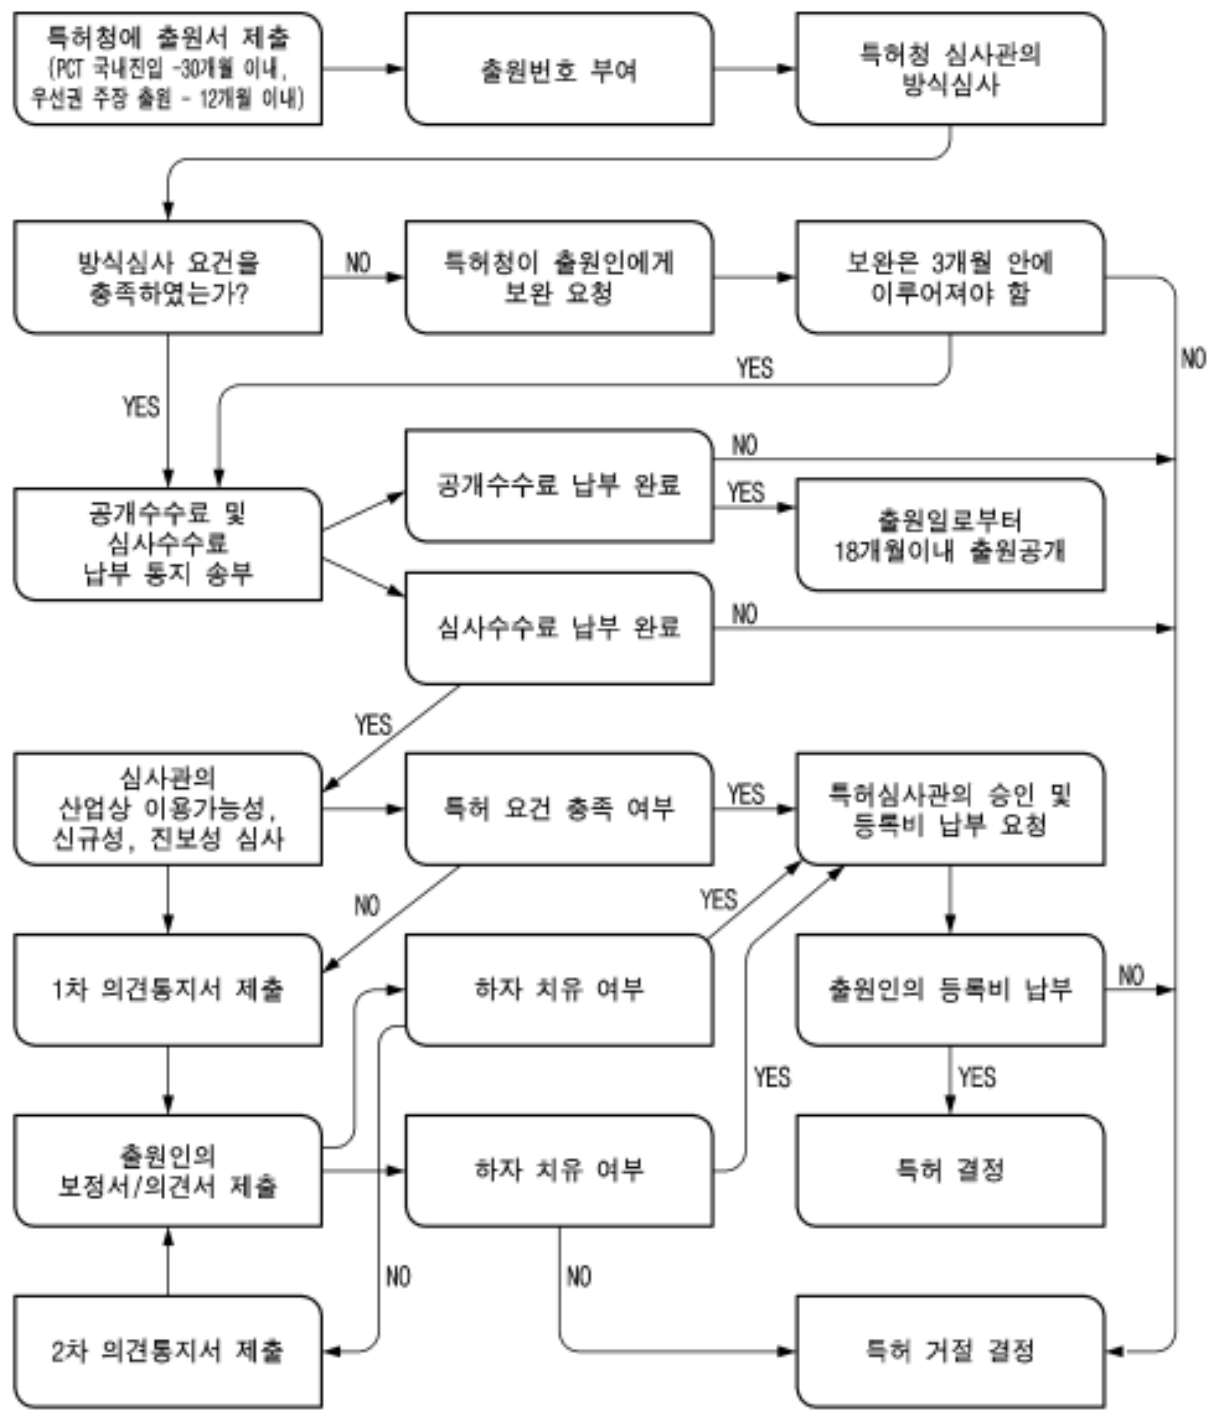 특허청에 출원서 제출
(PCT 국내진입 -30개월 이내,
우선권 주장 출원 - 12개월 이내)
출원번호 부여
특허청 심사관의
방식심사
방식심사 요건을
충족하였는가?
NO
특허청이 출원인에게
보완 요청
보완은 3개월 안에
이루어져야 함
NO
YES
YES
공개수수료 및
심사수수료
납부 통지 송부
공개수수료 납부 완료
NO
YES
출원일로부터
18개월이내 출원공개
심사수수료 납부 완료
NO
YES
심사관의
산업상 이용가능성,
신규성, 진보성 심사
특허 요건 충족 여부
YES
특허심사관의 승인 및
등록비 납부 요청
NO
YES
1차 의견통지서 제출
하자 치유 여부
출원인의 등록비 납부
NO
YES
YES
출원인의
보정서/의견서 제출
하자 치유 여부
특허 결정
NO
NO
2차 의견통지서 제출
특허 거절 결정